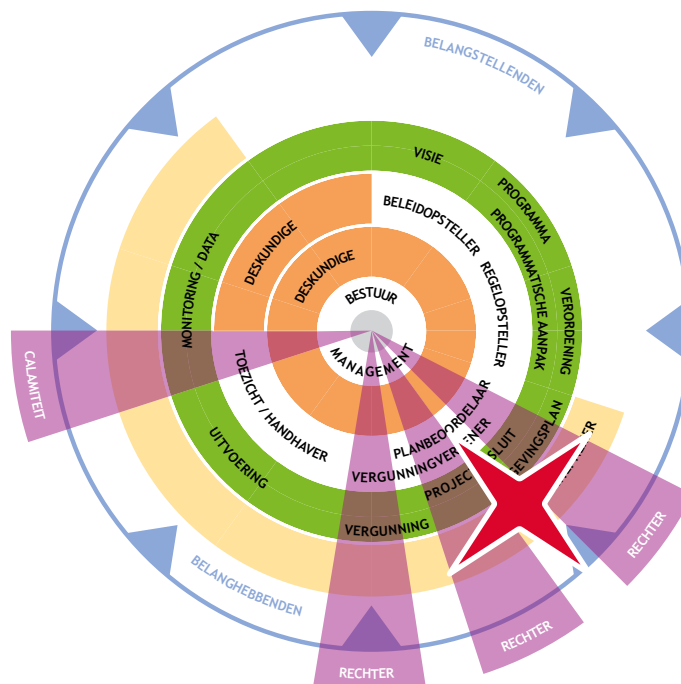 BELANGSTELLENDEN
VISIE
PROGRAMMA
PROGRAMMATISCHE AANPAK
VERORDENING
BELEIDOPSTELLER
REGELOPSTELLER
DESKUNDIGE
DESKUNDIGE
BESTUUR
MANAGEMENT
MONITORING / DATA
CALAMITEIT
TOEZICHT / HANDHAVER
UITVOERING
PLANBEOORDELAAR
VERGUNNINGVERLENER
VERGUNNING
BELANGHEBBENDEN
RECHTER
RECHTER
RECHTER